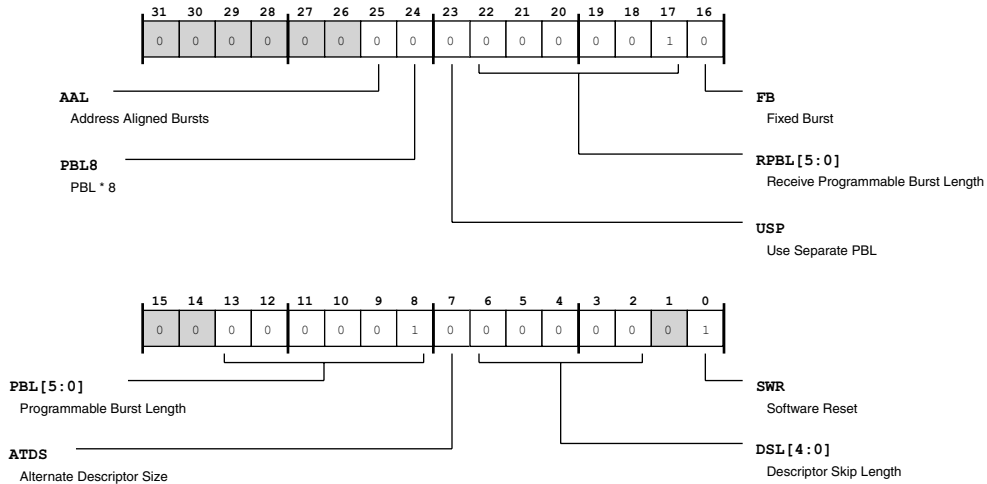 31 30 29 28 27 26 25 24 23 22 21 20 19 18 17 16
0 0 0 0 0 0 0 0 0 0 0 0 0 0 1 0
AAL
Address Aligned Bursts
FB
Fixed Burst
PBL8
PBL * 8
RPBL[5:0]
Receive Programmable Burst Length
USP
Use Separate PBL
15 14 13 12 11 10 9 8 7 6 5 4 3 2 1 0
0 0 0 0 0 0 0 1 0 0 0 0 0 0 0 1
PBL[5:0]
Programmable Burst Length
SWR
Software Reset
ATDS
Alternate Descriptor Size
DSL[4:0]
Descriptor Skip Length